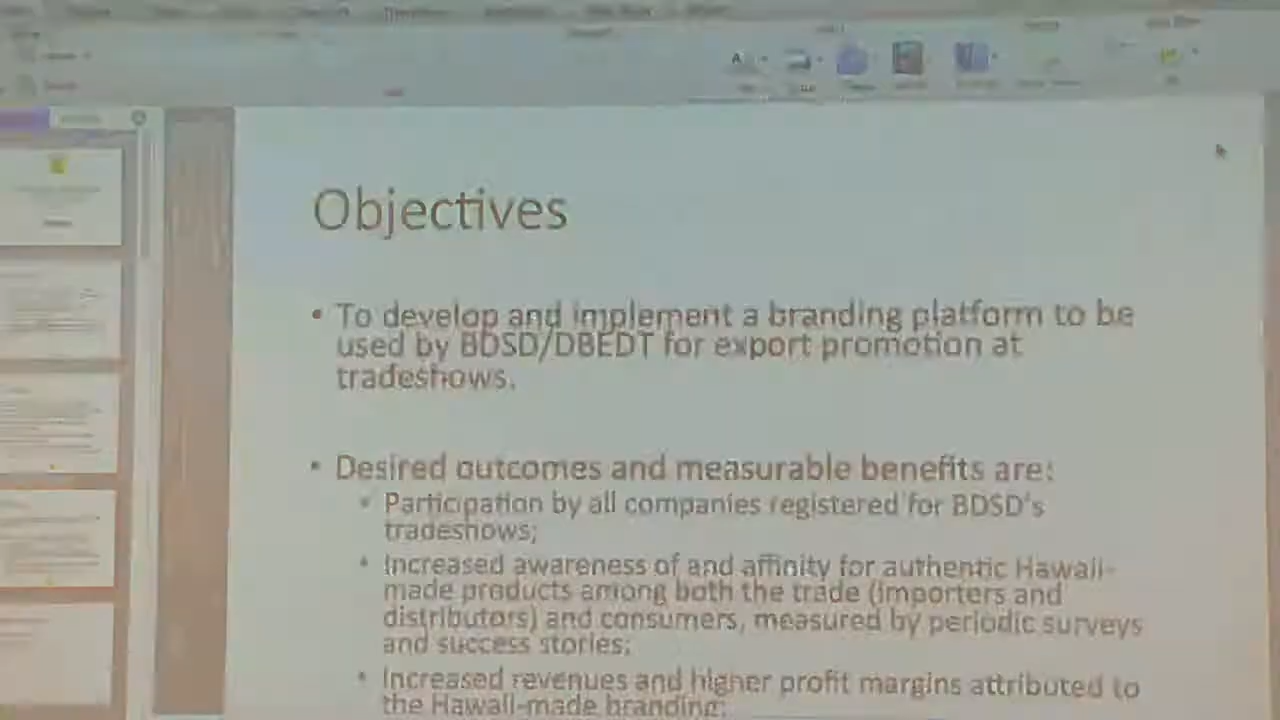 Objectives
• To develop and implement a branding platform to be
used by BDSD/DBEDT for export promotion at
tradeshows.
• Desired outcomes and measurable benefits are:
• Participation by all companies registered for BDSD's
tradeshows;
• Increased awareness of and affinity for authentic Hawaii-
made products among both the trade (importers and
distributors) and consumers, measured by periodic surveys
and success stories;
• Increased revenues and higher profit margins attributed to
the Hawaii-made branding;